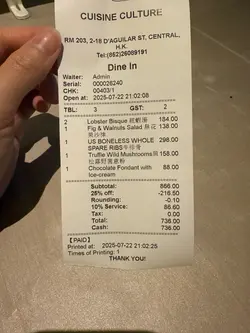 CUISINE CULTURE
RM 203, 2-18 D'AGUILAR ST, CENTRAL,
H.K.
Tel:(852)26089191
Dine In
Waiter: Admin
Serial: 000026240
CHK: 00403/1
Open at: 2025-07-22 21:02:08
TBL: 3 GST: 2
2 Lobster Bisque 龍蝦湯 184.00
1 Fig & Walnuts Salad 138.00
1 US BONELESS WHOLE 298.00
SPARE RIBS
1 Truffle Wild Mushrooms 158.00
1 Chocolate Fondant with 88.00
Ice-cream
Subtotal: 866.00
25% off: -216.50
Rounding: -0.10
10% Service: 86.60
Tax: 0.00
Total: 736.00
Cash: 736.00
【PAID】
Printed at: 2025-07-22 21:02:25
Times of Printing: 1
THANK YOU!